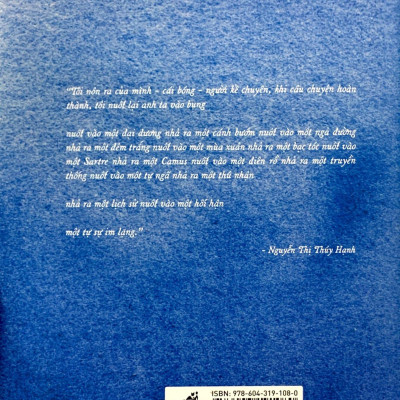 "Tôi nôn ra của mình - cái bóng - người kể chuyện, khi câu chuyện hoàn
thành, tôi nuốt lại anh ta vào bụng
nuốt vào một đại dương nhả ra một cánh buồm nuốt vào một ngã đường
nhả ra một đêm trắng nuốt vào một mùa xuân nhả ra một bạc tóc nuốt vào
một Sartre nhả ra một Camus nuốt vào một điên rồ nhả ra một truyền
thống nuốt vào một tự ngã nhả ra một thú nhận
nhả ra một lịch sử nuốt vào một hối hận
một tự sự im lặng."
- Nguyễn Thị Thúy Hạnh
ISBN: 978-604-319-108-0